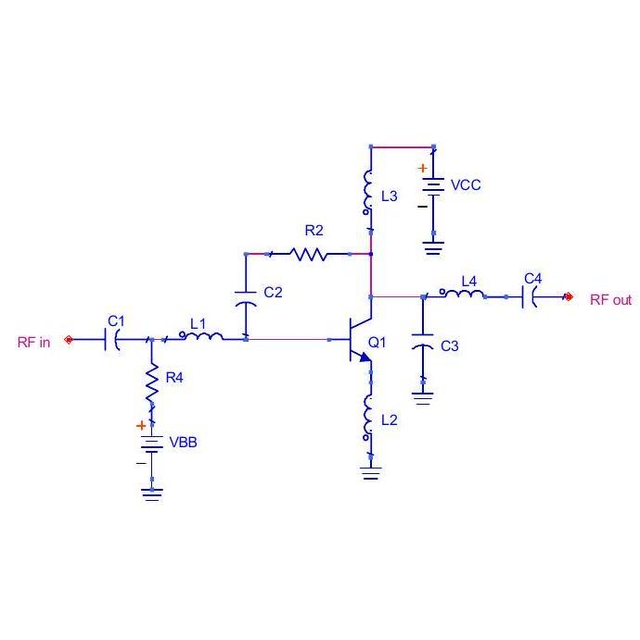 R2
L3
+
VCC
−
C2
L4
C4
RF out
C1
L1
RF in
Q1
C3
R4
+
VBB
−
L2